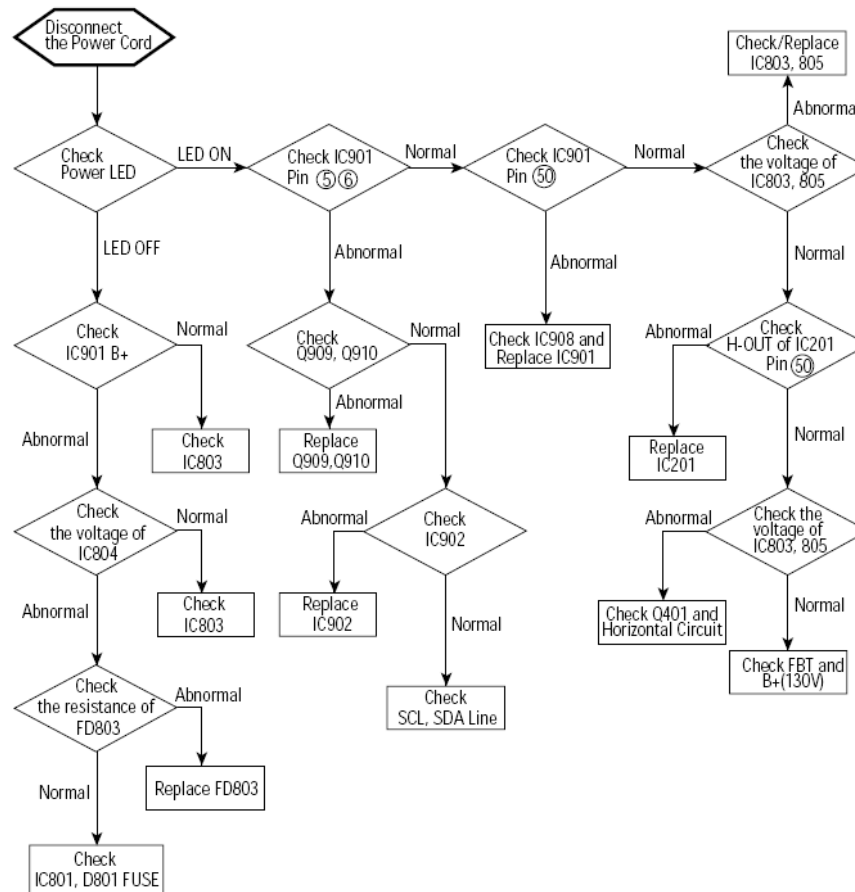 Disconnect
the Power Cord
Check/Replace
IC803, 805
Abnormal
Check
Power LED
LED ON
Check IC901
Pin ⑤⑥
Normal
Check IC901
Pin ㊿
Normal
Check
the voltage of
IC803, 805
LED OFF
Abnormal
Abnormal
Normal
Check
IC901 B+
Normal
Check
Q909, Q910
Normal
Check IC908 and
Replace IC901
Abnormal
Check
H-OUT of IC201
Pin ㊿
Abnormal
Check
IC803
Abnormal
Replace
Q909,Q910
Replace
IC201
Normal
Check
the voltage of
IC804
Normal
Abnormal
Check
IC902
Abnormal
Check the
voltage of
IC803, 805
Abnormal
Check
IC803
Replace
IC902
Normal
Check Q401 and
Horizontal Circuit
Normal
Check
the resistance of
FD803
Abnormal
Check
SCL, SDA Line
Check FBT and
B+(130V)
Normal
Replace FD803
Check
IC801, D801 FUSE